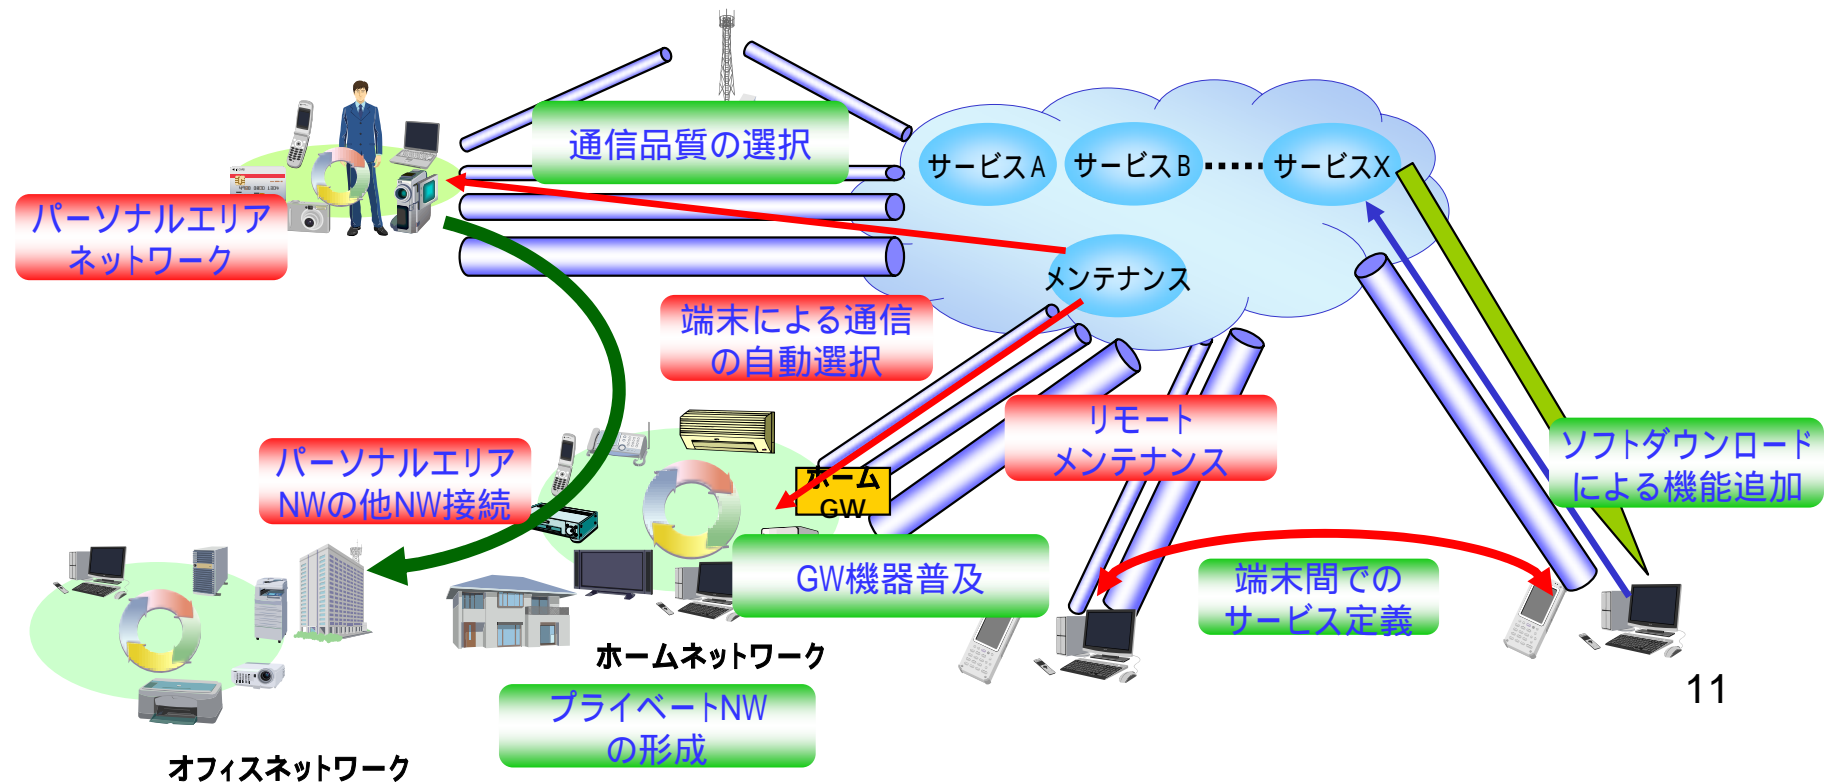 通信品質の選択
サービスA
サービスB
サービスX
パーソナルエリア
ネットワーク
メンテナンス
端末による通信
の自動選択
リモート
メンテナンス
ソフトダウンロード
による機能追加
パーソナルエリア
NWの他NW接続
ホーム
GW
GW機器普及
端末間での
サービス定義
ホームネットワーク
プライベートNW
の形成
オフィスネットワーク
11